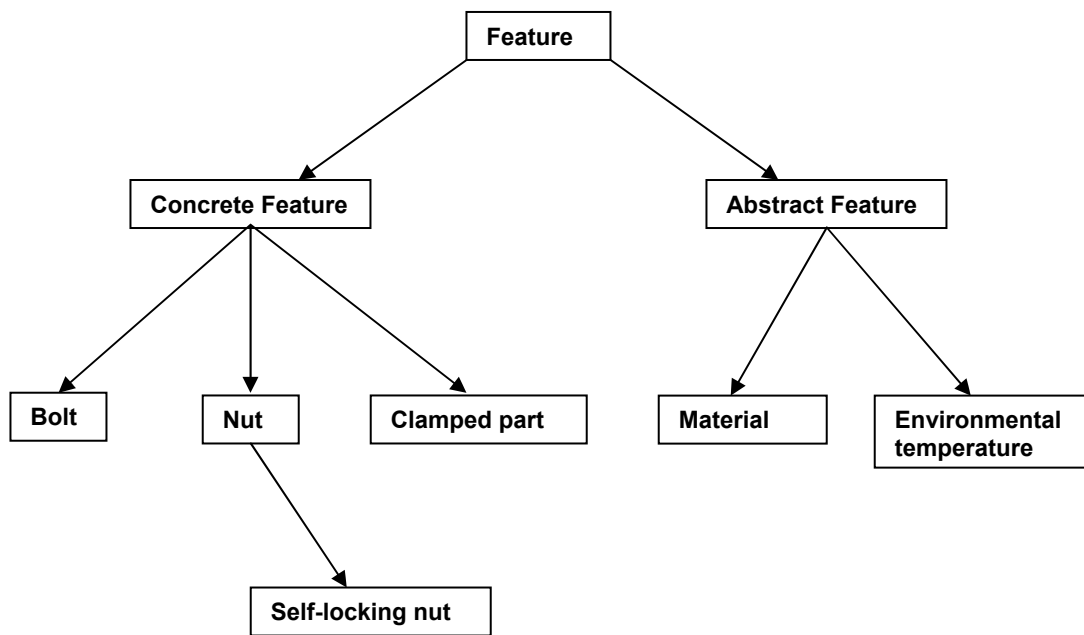 Feature
Concrete Feature
Abstract Feature
Bolt
Nut
Clamped part
Material
Environmental
temperature
Self-locking nut